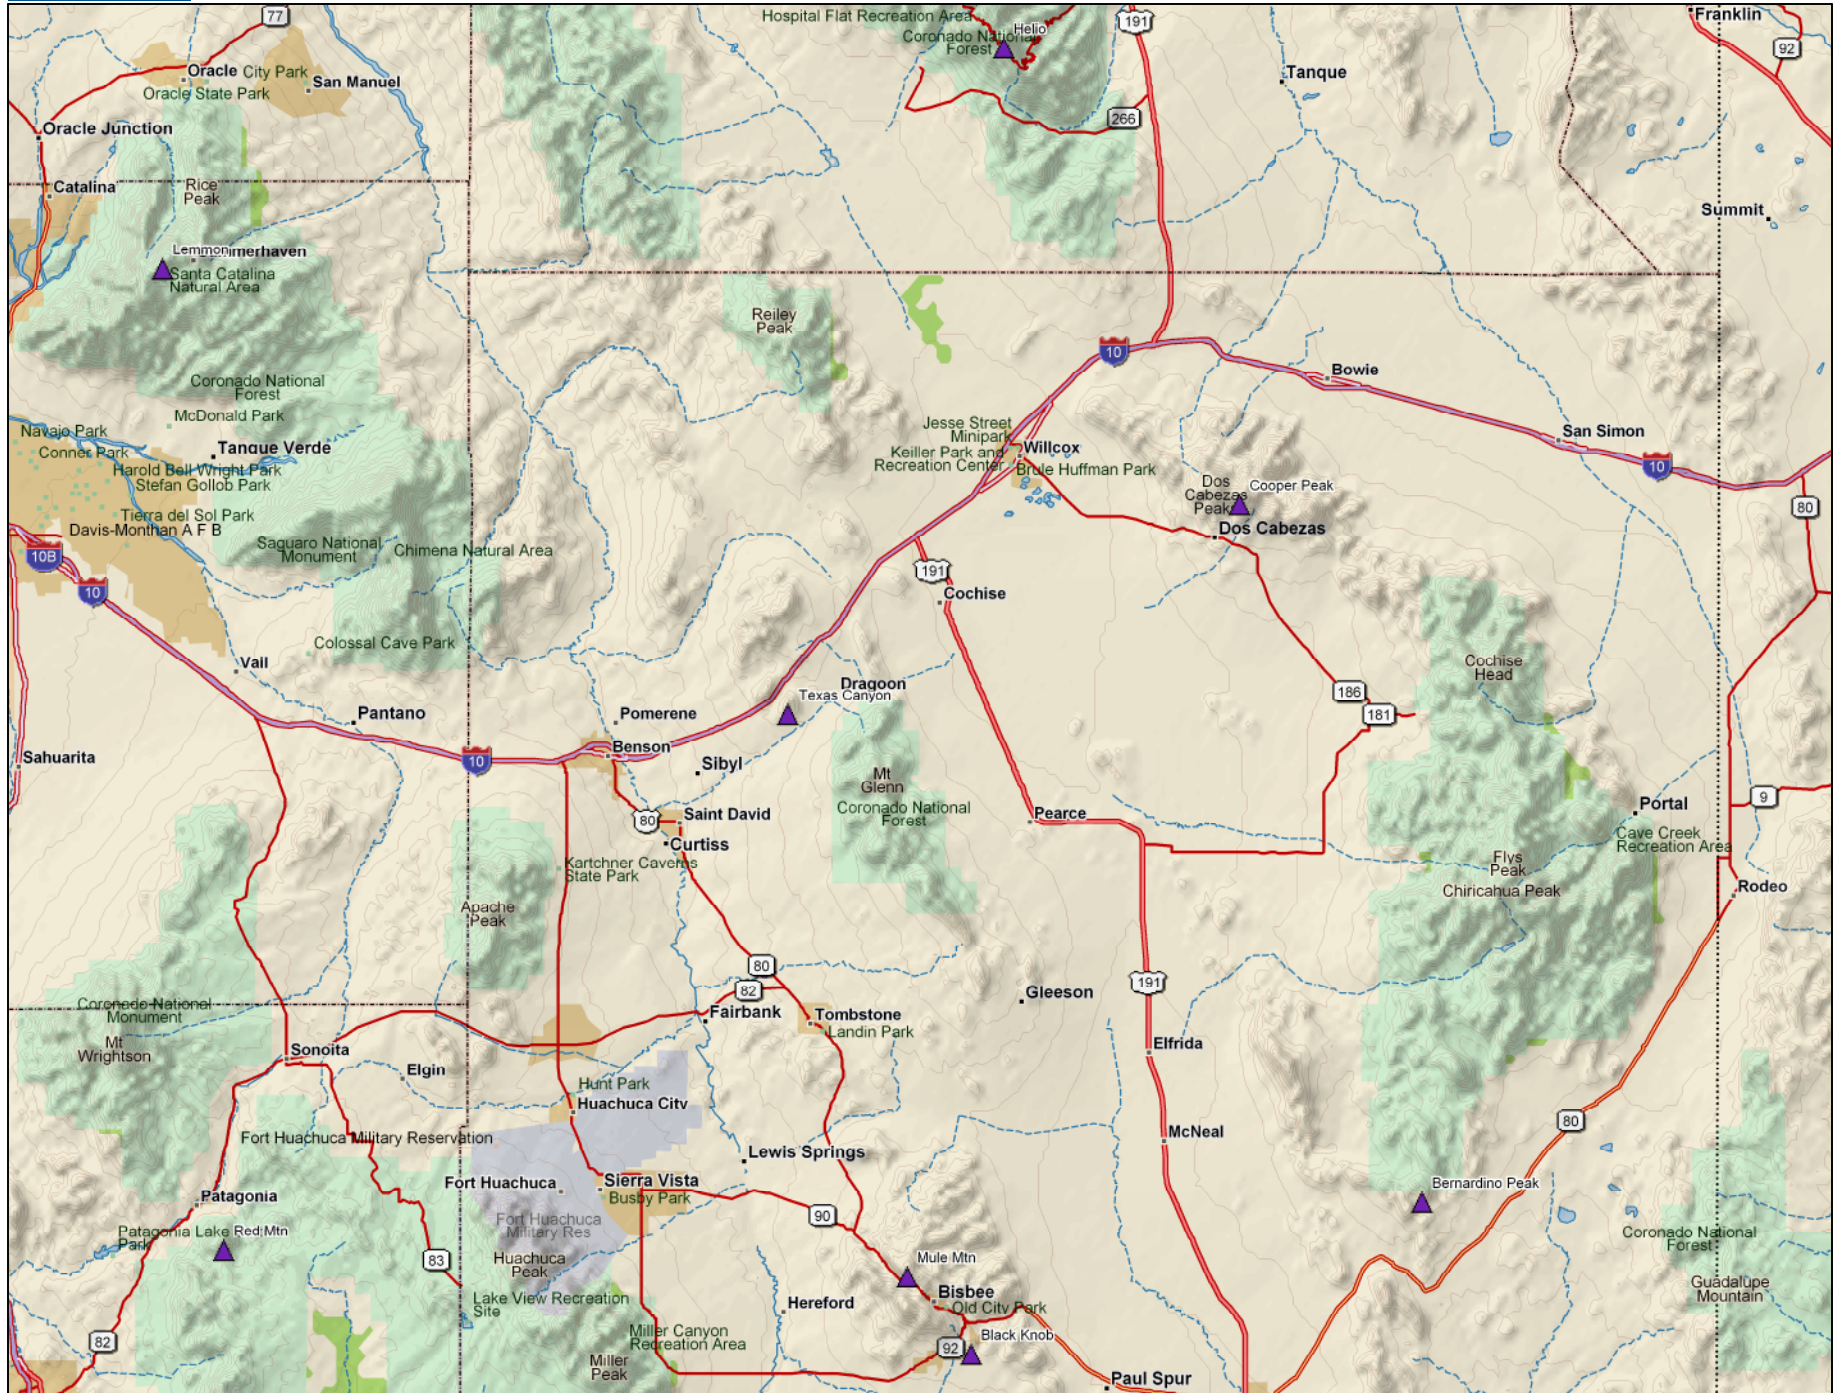 77
Hospital Flat Recreation Area
Helio
Coronado National
Forest
191
Franklin
92
Oracle
City Park
San Manuel
Oracle State Park
Tanque
266
Oracle Junction
Catalina
Rice
Peak
Summit
Lemmon
mmerhaven
Santa Catalina
Natural Area
Reiley
Peak
10
Bowie
Coronado National
Forest
McDonald Park
Navajo Park
Conner Park
Tanque Verde
Harold Bell Wright Park
Stefan Gollob Park
Jesse Street
Minipark
Keiller Park and
Recreation Center
Willcox
Brule Huffman Park
San Simon
10
Dos
Cabezas
Peaks
Cooper Peak
Dos Cabezas
80
Tierra del Sol Park
Davis-Monthan A F B
Saguaro National
Monument
Chimena Natural Area
10B
10
191
Cochise
Colossal Cave Park
Vail
Cochise
Head
Dragoon
Texas Canyon
186
181
Pantano
Pomerene
Benson
10
Sahuarita
Sibyl
Mt
Glenn
Coronado National
Forest
9
Portal
Cave Creek
Recreation Area
80
Saint David
Curtiss
Pearce
Kartchner Caverns
State Park
Flys
Peak
Chiricahua Peak
Rodeo
Apache
Peak
80
82
191
Gleeson
Coronado National
Monument
Fairbank
Tombstone
Landin Park
Mt
Wrightson
Sonoita
Elfrida
Elgin
Hunt Park
Huachuca City
80
Fort Huachuca Military Reservation
McNeal
Lewis Springs
Fort Huachuca
Sierra Vista
Busby Park
Bernardino Peak
Patagonia
Patagonia Lake
Park
Red Mtn
Fort Huachuca
Military Res
90
Coronado National
Forest
83
Huachuca
Peak
Mule Mtn
Guadalupe
Mountain
Lake View Recreation
Site
Hereford
Bisbee
Old City Park
82
Miller Canyon
Recreation Area
Black Knob
92
Miller
Peak
Paul Spur